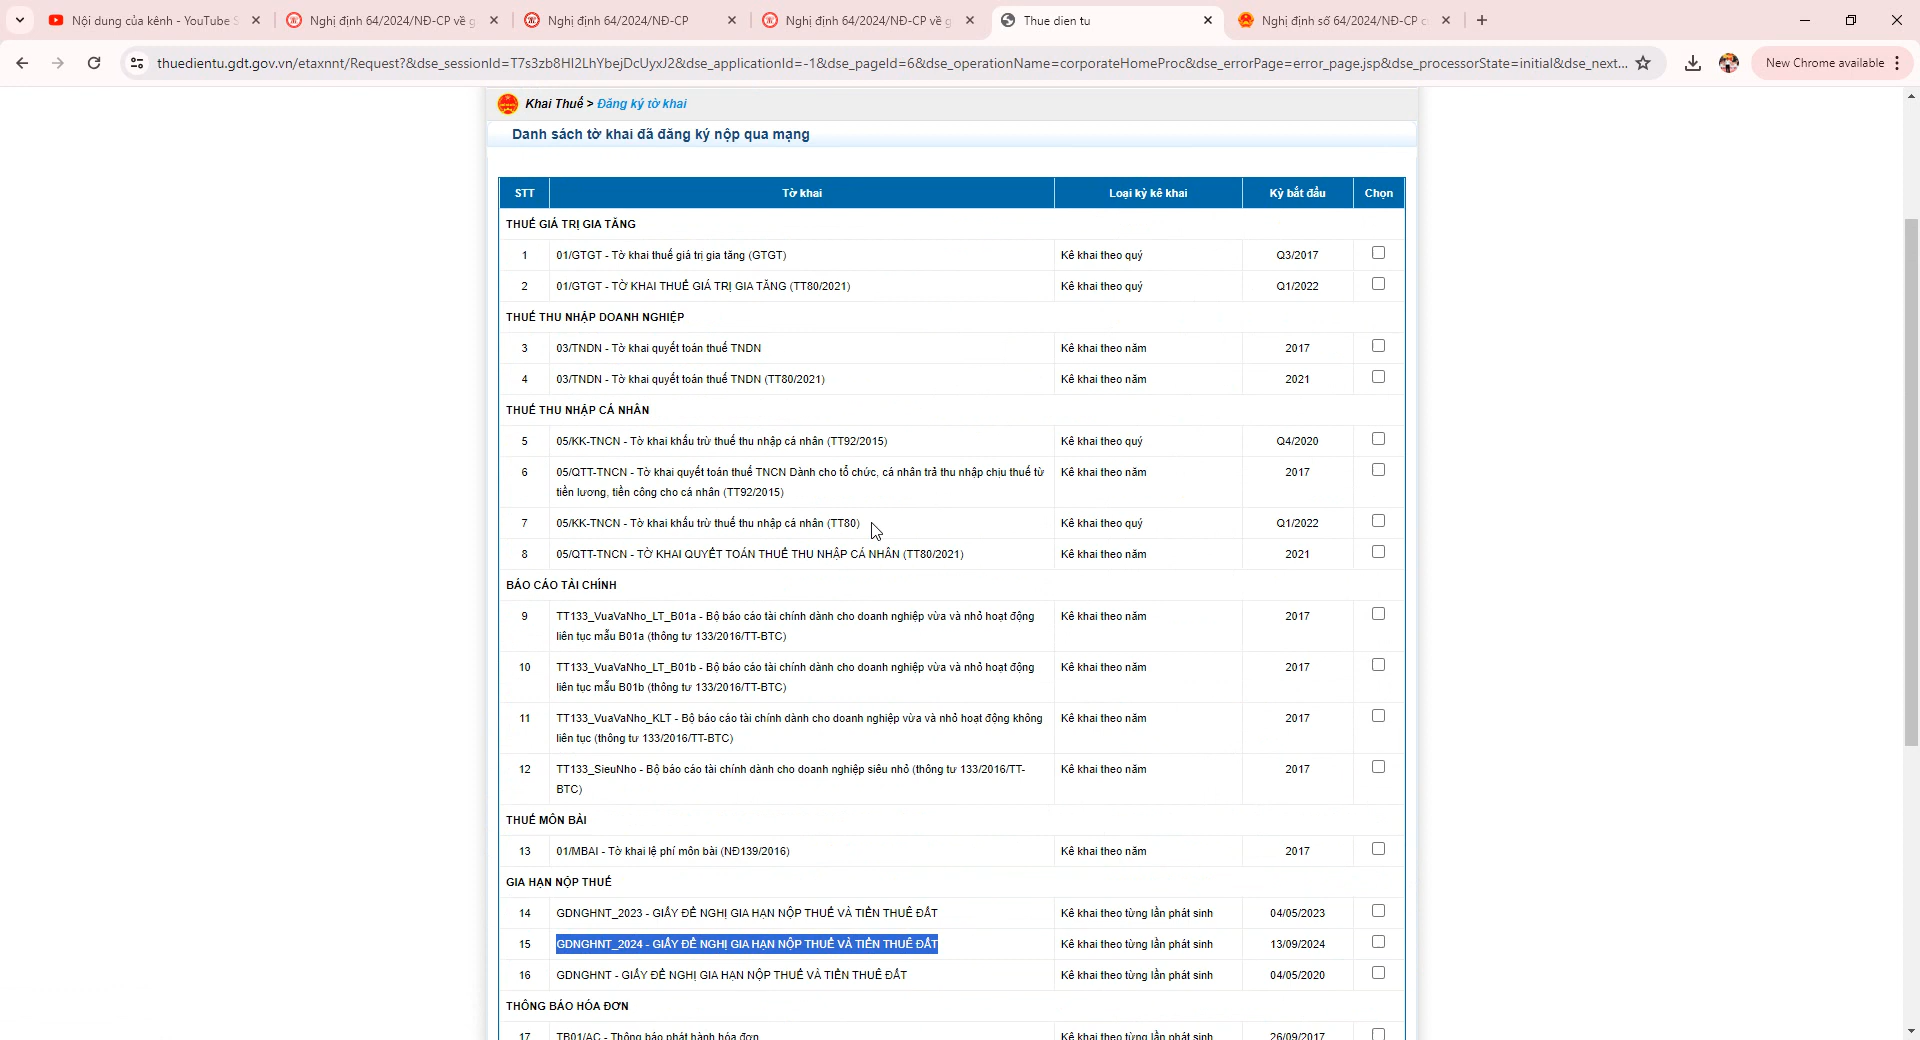 Nội dung của kênh - YouTube S
Nghị định 64/2024/NĐ-CP về g
Nghị định 64/2024/NĐ-CP
Nghị định 64/2024/NĐ-CP về g
Thue dien tu
Nghị định số 64/2024/NĐ-CP c
thuedientu.gdt.gov.vn/etaxnnt/Request?&dse_sessionId=T7s3zb8HI2LhYbejDcUyxJ2&dse_applicationId=-1&dse_pageId=6&dse_operationName=corporateHomeProc&dse_errorPage=error_page.jsp&dse_processorState=initial&dse_next...
New Chrome available
Khai Thuế > Đăng ký tờ khai
Danh sách tờ khai đã đăng ký nộp qua mạng
STT Tờ khai Loại kỳ kê khai Kỳ bắt đầu Chọn
THUẾ GIÁ TRỊ GIA TĂNG
1 01/GTGT - Tờ khai thuế giá trị gia tăng (GTGT) Kê khai theo quý Q3/2017
2 01/GTGT - TỜ KHAI THUẾ GIÁ TRỊ GIA TĂNG (TT80/2021) Kê khai theo quý Q1/2022
THUẾ THU NHẬP DOANH NGHIỆP
3 03/TNDN - Tờ khai quyết toán thuế TNDN Kê khai theo năm 2017
4 03/TNDN - Tờ khai quyết toán thuế TNDN (TT80/2021) Kê khai theo năm 2021
THUẾ THU NHẬP CÁ NHÂN
5 05/KK-TNCN - Tờ khai khấu trừ thuế thu nhập cá nhân (TT92/2015) Kê khai theo quý Q4/2020
6 05/QTT-TNCN - Tờ khai quyết toán thuế TNCN Dành cho tổ chức, cá nhân trả thu nhập chịu thuế từ Kê khai theo năm 2017
tiền lương, tiền công cho cá nhân (TT92/2015)
7 05/KK-TNCN - Tờ khai khấu trừ thuế thu nhập cá nhân (TT80) Kê khai theo quý Q1/2022
8 05/QTT-TNCN - TỜ KHAI QUYẾT TOÁN THUẾ THU NHẬP CÁ NHÂN (TT80/2021) Kê khai theo năm 2021
BÁO CÁO TÀI CHÍNH
9 TT133_VuaVaNho_LT_B01a - Bộ báo cáo tài chính dành cho doanh nghiệp vừa và nhỏ hoạt động Kê khai theo năm 2017
liên tục mẫu B01a (thông tư 133/2016/TT-BTC)
10 TT133_VuaVaNho_LT_B01b - Bộ báo cáo tài chính dành cho doanh nghiệp vừa và nhỏ hoạt động Kê khai theo năm 2017
liên tục mẫu B01b (thông tư 133/2016/TT-BTC)
11 TT133_VuaVaNho_KLT - Bộ báo cáo tài chính dành cho doanh nghiệp vừa và nhỏ hoạt động không Kê khai theo năm 2017
liên tục (thông tư 133/2016/TT-BTC)
12 TT133_SieuNho - Bộ báo cáo tài chính dành cho doanh nghiệp siêu nhỏ (thông tư 133/2016/TT- Kê khai theo năm 2017
BTC)
THUẾ MÔN BÀI
13 01/MBAI - Tờ khai lệ phí môn bài (NĐ139/2016) Kê khai theo năm 2017
GIA HẠN NỘP THUẾ
14 GDNGHNT_2023 - GIẤY ĐỀ NGHỊ GIA HẠN NỘP THUẾ VÀ TIỀN THUÊ ĐẤT Kê khai theo từng lần phát sinh 04/05/2023
15 GDNGHNT_2024 - GIẤY ĐỀ NGHỊ GIA HẠN NỘP THUẾ VÀ TIỀN THUÊ ĐẤT Kê khai theo từng lần phát sinh 13/09/2024
16 GDNGHNT - GIẤY ĐỀ NGHỊ GIA HẠN NỘP THUẾ VÀ TIỀN THUÊ ĐẤT Kê khai theo từng lần phát sinh 04/05/2020
THÔNG BÁO HÓA ĐƠN
17 TB01/AC - Thông báo phát hành hóa đơn Kê khai theo từng lần phát sinh 26/09/2017